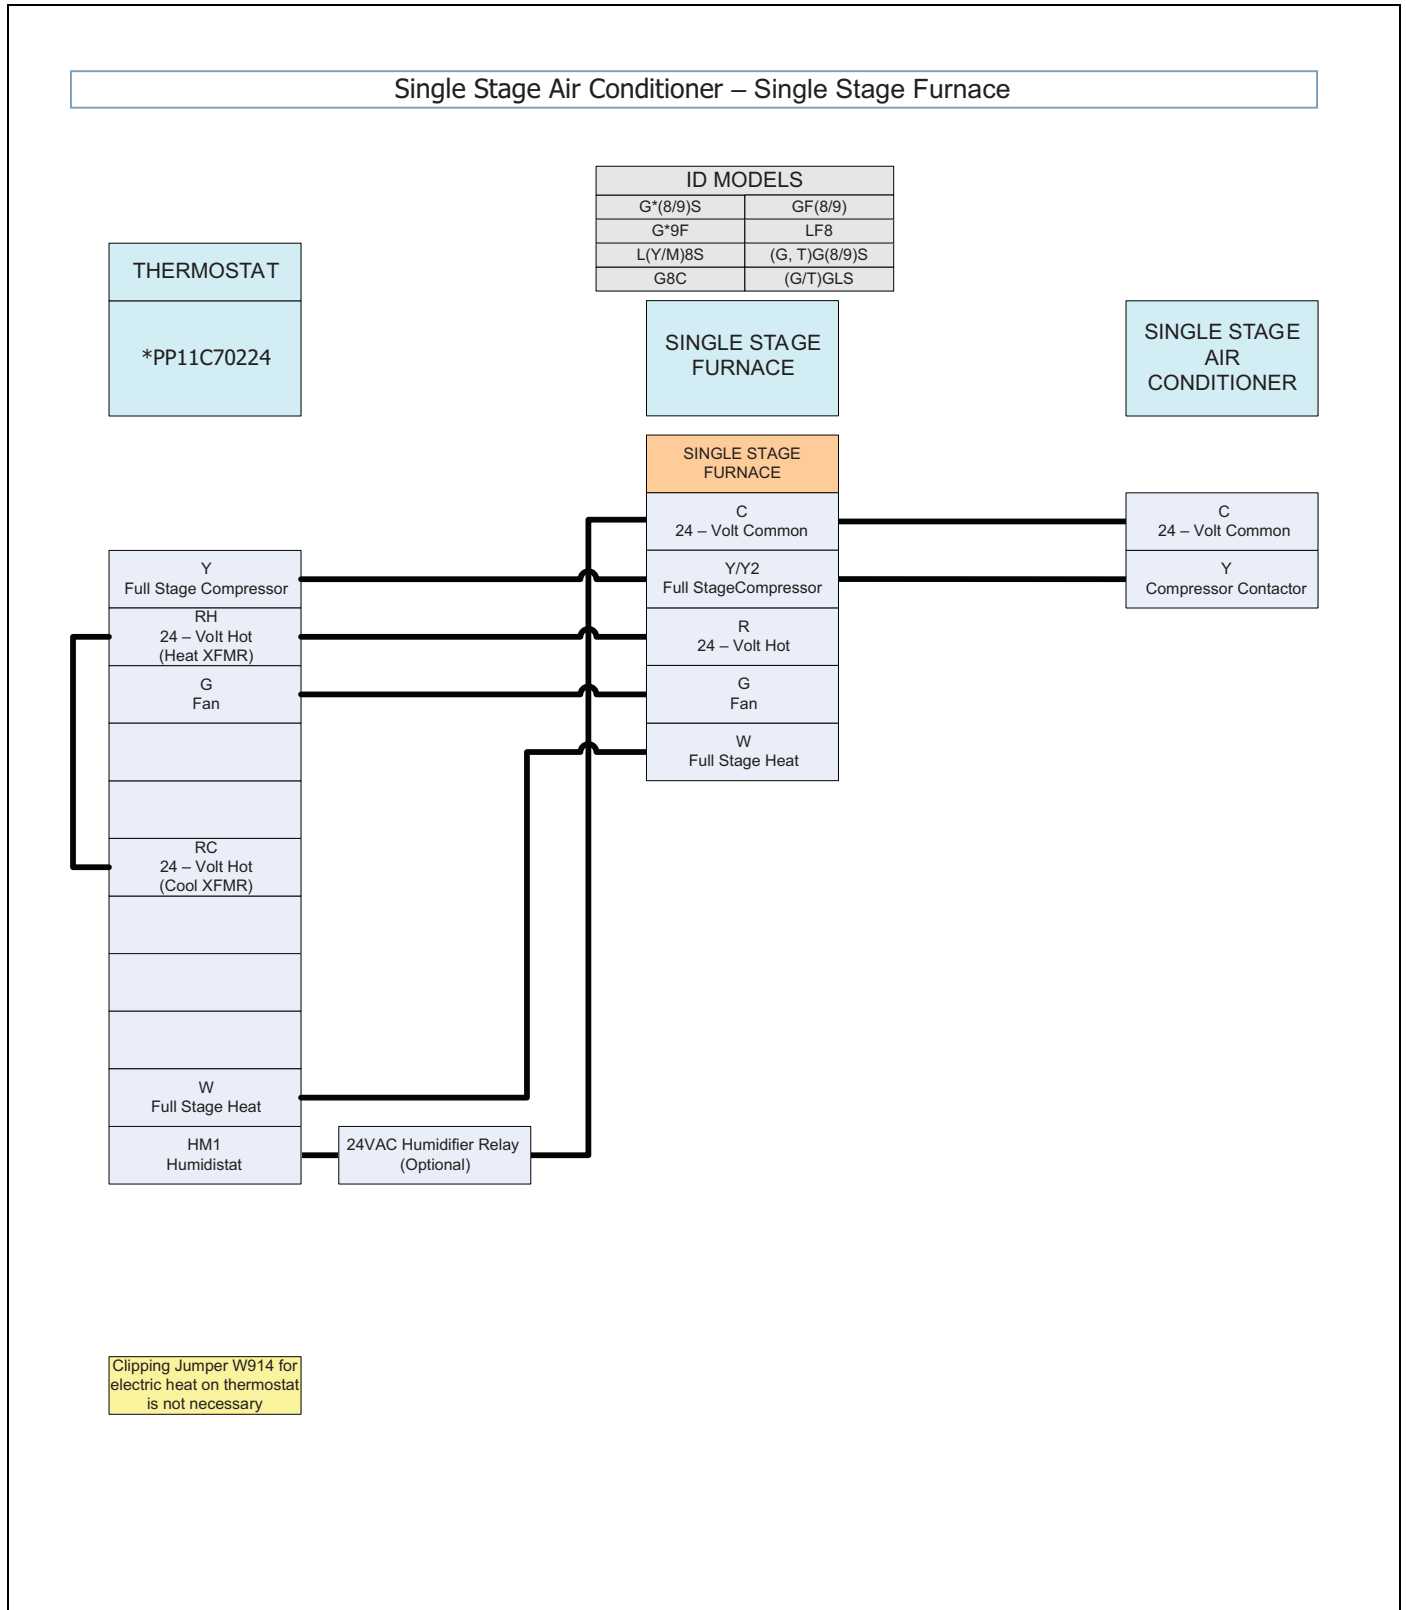 Single Stage Air Conditioner – Single Stage Furnace
ID MODELS
G*(8/9)S GF(8/9)
G*9F LF8
L(Y/M)8S (G, T)G(8/9)S
G8C (G/T)GLS
THERMOSTAT
*PP11C70224
SINGLE STAGE
FURNACE
SINGLE STAGE
AIR
CONDITIONER
SINGLE STAGE
FURNACE
C
24 – Volt Common
Y/Y2
Full StageCompressor
R
24 – Volt Hot
G
Fan
W
Full Stage Heat
C
24 – Volt Common
Y
Compressor Contactor
Y
Full Stage Compressor
RH
24 – Volt Hot
(Heat XFMR)
G
Fan
RC
24 – Volt Hot
(Cool XFMR)
W
Full Stage Heat
HM1
Humidistat
24VAC Humidifier Relay
(Optional)
Clipping Jumper W914 for
electric heat on thermostat
is not necessary